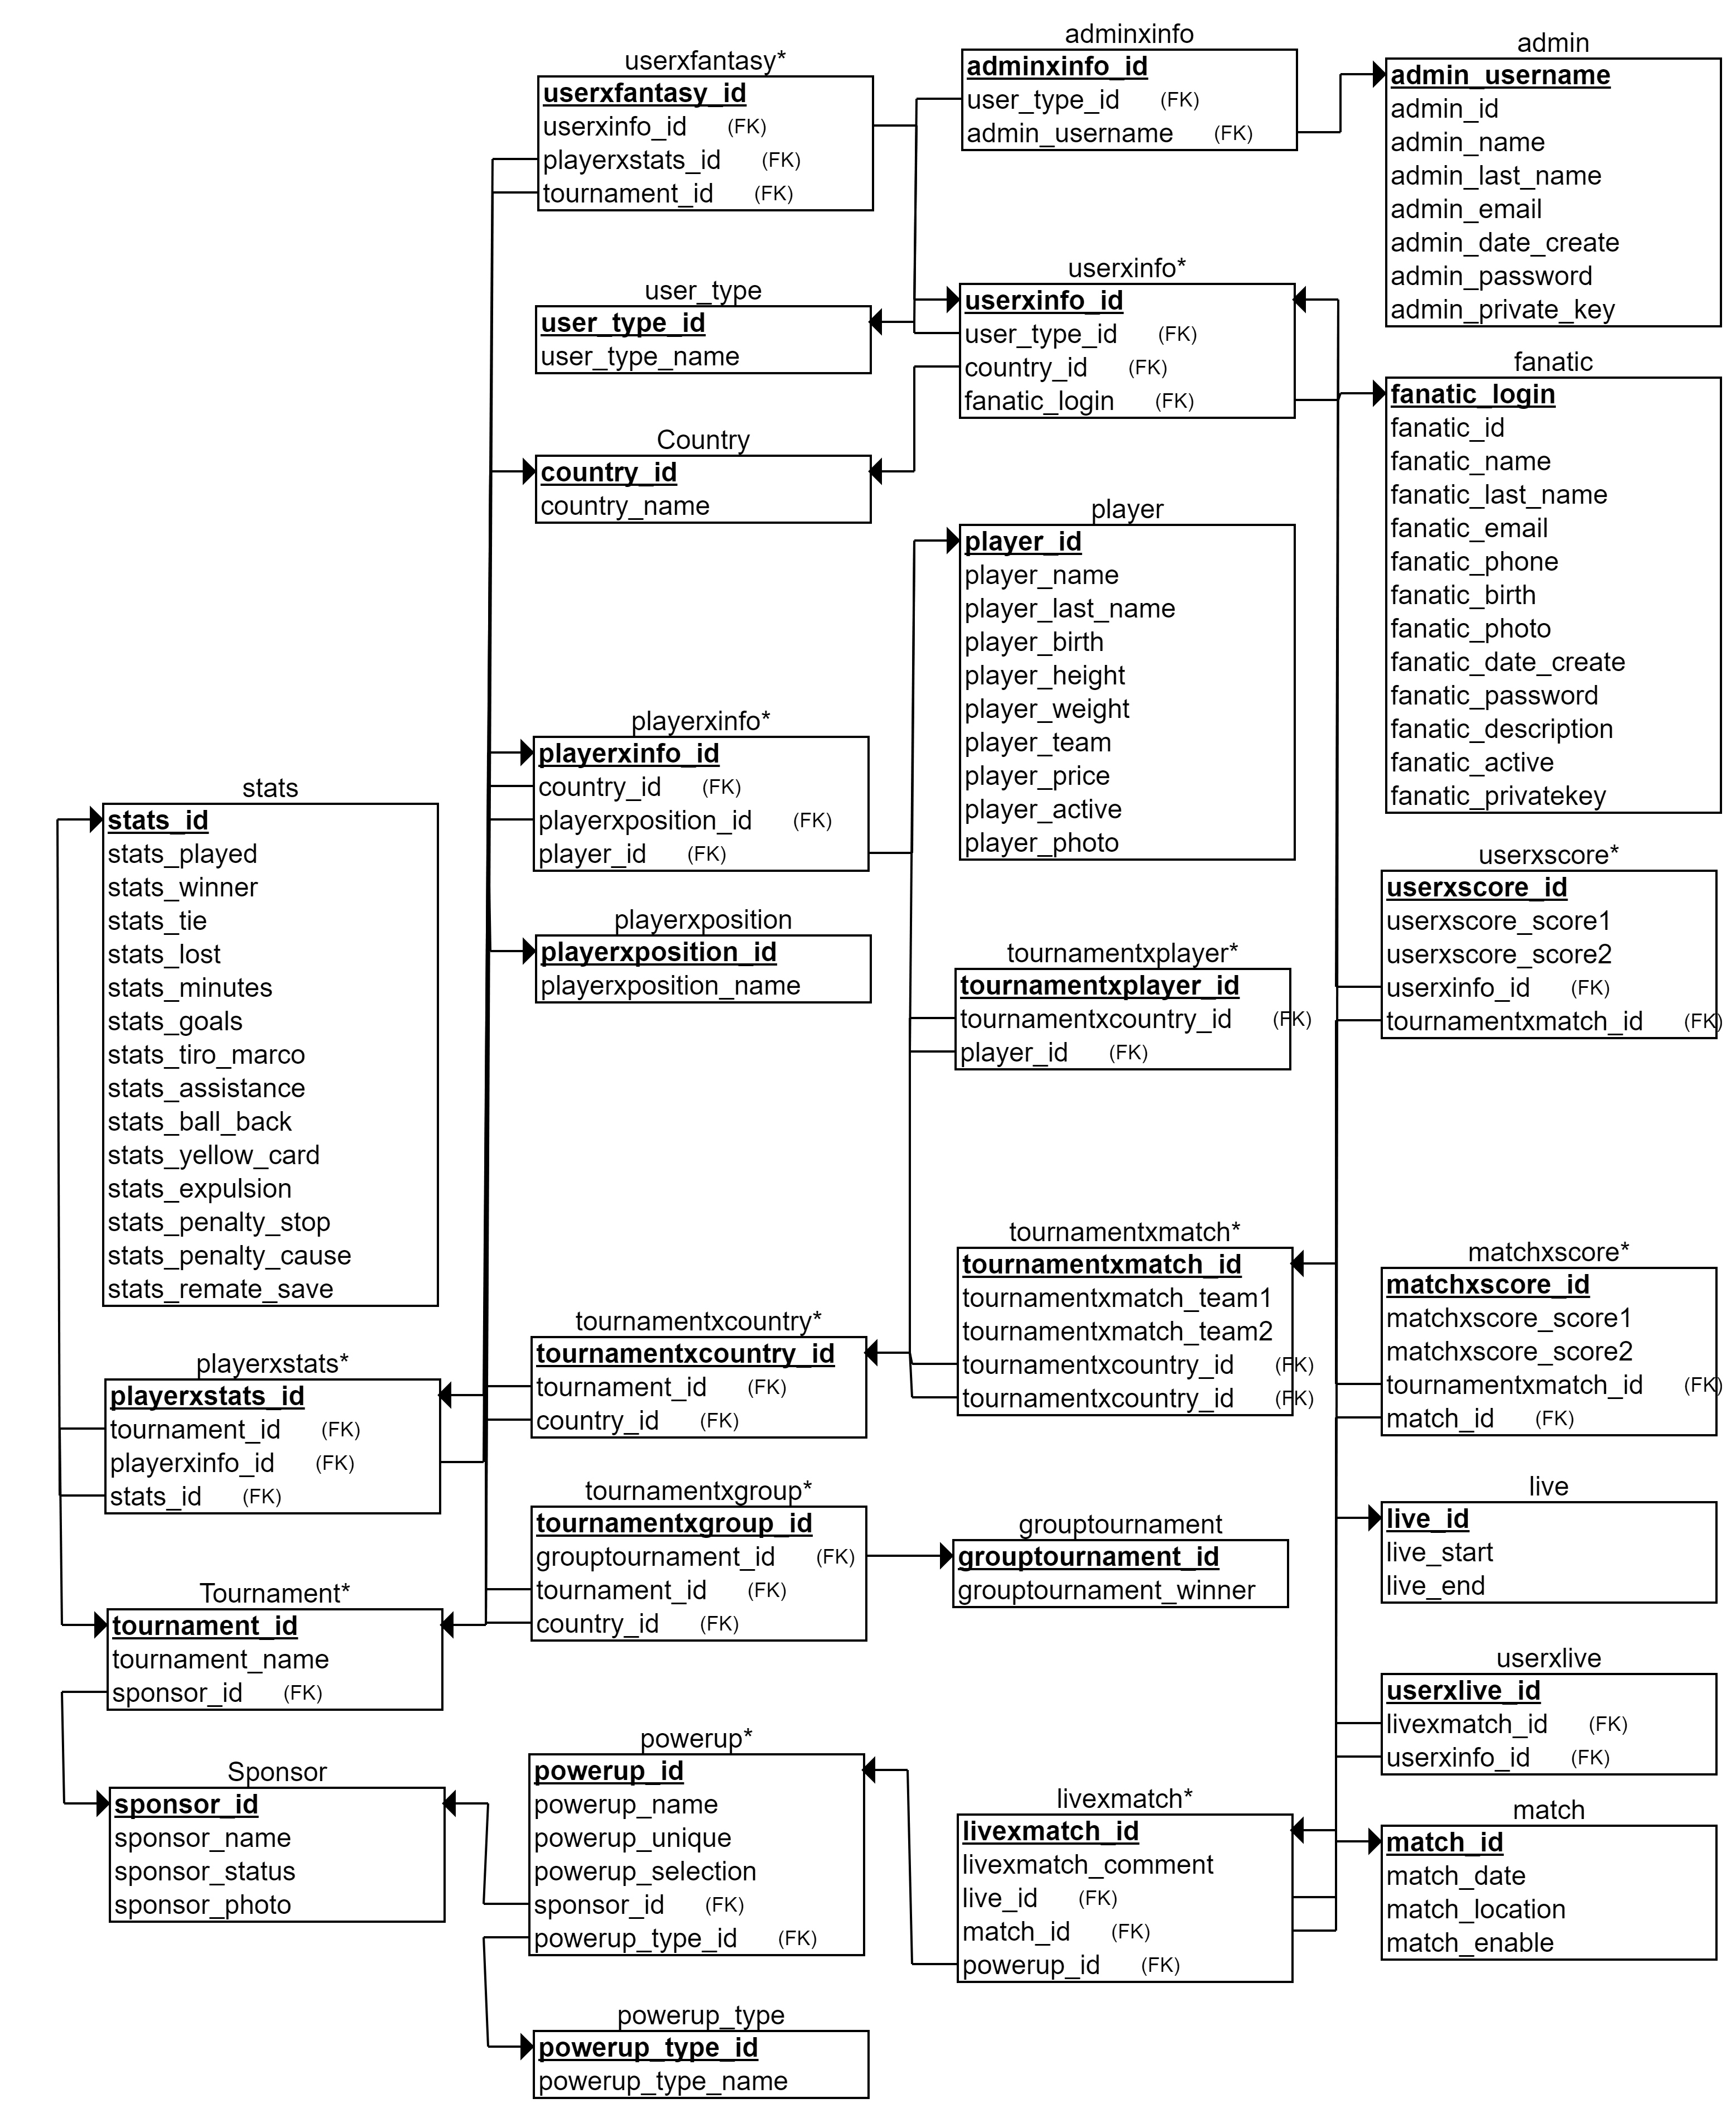 userxfantasy*
userxfantasy_id
userxinfo_id (FK)
playerxstats_id (FK)
tournament_id (FK)
adminxinfo
adminxinfo_id
user_type_id (FK)
admin_username (FK)
admin
admin_username
admin_id
admin_name
admin_last_name
admin_email
admin_date_create
admin_password
admin_private_key
user_type
user_type_id
user_type_name
userxinfo*
userxinfo_id
user_type_id (FK)
country_id (FK)
fanatic_login (FK)
fanatic
fanatic_login
fanatic_id
fanatic_name
fanatic_last_name
fanatic_email
fanatic_phone
fanatic_birth
fanatic_photo
fanatic_date_create
fanatic_password
fanatic_description
fanatic_active
fanatic_privatekey
Country
country_id
country_name
player
player_id
player_name
player_last_name
player_birth
player_height
player_weight
player_team
player_price
player_active
player_photo
playerxinfo*
playerxinfo_id
country_id (FK)
playerxposition_id (FK)
player_id (FK)
stats
stats_id
stats_played
stats_winner
stats_tie
stats_lost
stats_minutes
stats_goals
stats_tiro_marco
stats_assistance
stats_ball_back
stats_yellow_card
stats_expulsion
stats_penalty_stop
stats_penalty_cause
stats_remate_save
playerxposition
playerxposition_id
playerxposition_name
tournamentxplayer*
tournamentxplayer_id
tournamentxcountry_id (FK)
player_id (FK)
userxscore*
userxscore_id
userxscore_score1
userxscore_score2
userxinfo_id (FK)
tournamentxmatch_id (FK)
tournamentxmatch*
tournamentxmatch_id
tournamentxmatch_team1
tournamentxmatch_team2
tournamentxcountry_id (FK)
tournamentxcountry_id (FK)
matchxscore*
matchxscore_id
matchxscore_score1
matchxscore_score2
tournamentxmatch_id (FK)
match_id (FK)
tournamentxcountry*
tournamentxcountry_id
tournament_id (FK)
country_id (FK)
playerxstats*
playerxstats_id
tournament_id (FK)
playerxinfo_id (FK)
stats_id (FK)
tournamentxgroup*
tournamentxgroup_id
grouptournament_id (FK)
tournament_id (FK)
country_id (FK)
grouptournament
grouptournament_id
grouptournament_winner
live
live_id
live_start
live_end
Tournament*
tournament_id
tournament_name
sponsor_id (FK)
userxlive
userxlive_id
livexmatch_id (FK)
userxinfo_id (FK)
Sponsor
sponsor_id
sponsor_name
sponsor_status
sponsor_photo
powerup*
powerup_id
powerup_name
powerup_unique
powerup_selection
sponsor_id (FK)
powerup_type_id (FK)
livexmatch*
livexmatch_id
livexmatch_comment
live_id (FK)
match_id (FK)
powerup_id (FK)
match
match_id
match_date
match_location
match_enable
powerup_type
powerup_type_id
powerup_type_name